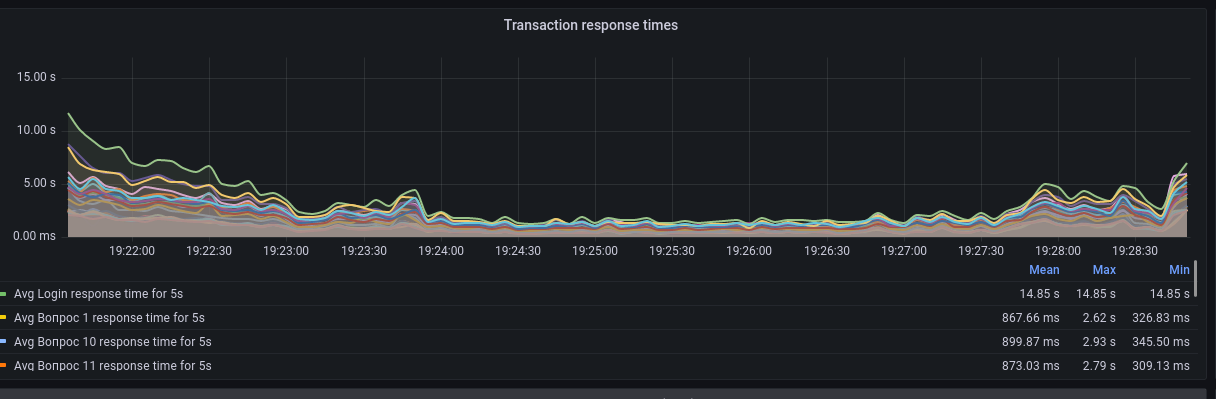 Transaction response times
15.00 s
10.00 s
5.00 s
0.00 ms
19:22:00 19:22:30 19:23:00 19:23:30 19:24:00 19:24:30 19:25:00 19:25:30 19:26:00 19:26:30 19:27:00 19:27:30 19:28:00 19:28:30
Mean Max Min
Avg Login response time for 5s 14.85 s 14.85 s 14.85 s
Avg Вопрос 1 response time for 5s 867.66 ms 2.62 s 326.83 ms
Avg Вопрос 10 response time for 5s 899.87 ms 2.93 s 345.50 ms
Avg Вопрос 11 response time for 5s 873.03 ms 2.79 s 309.13 ms